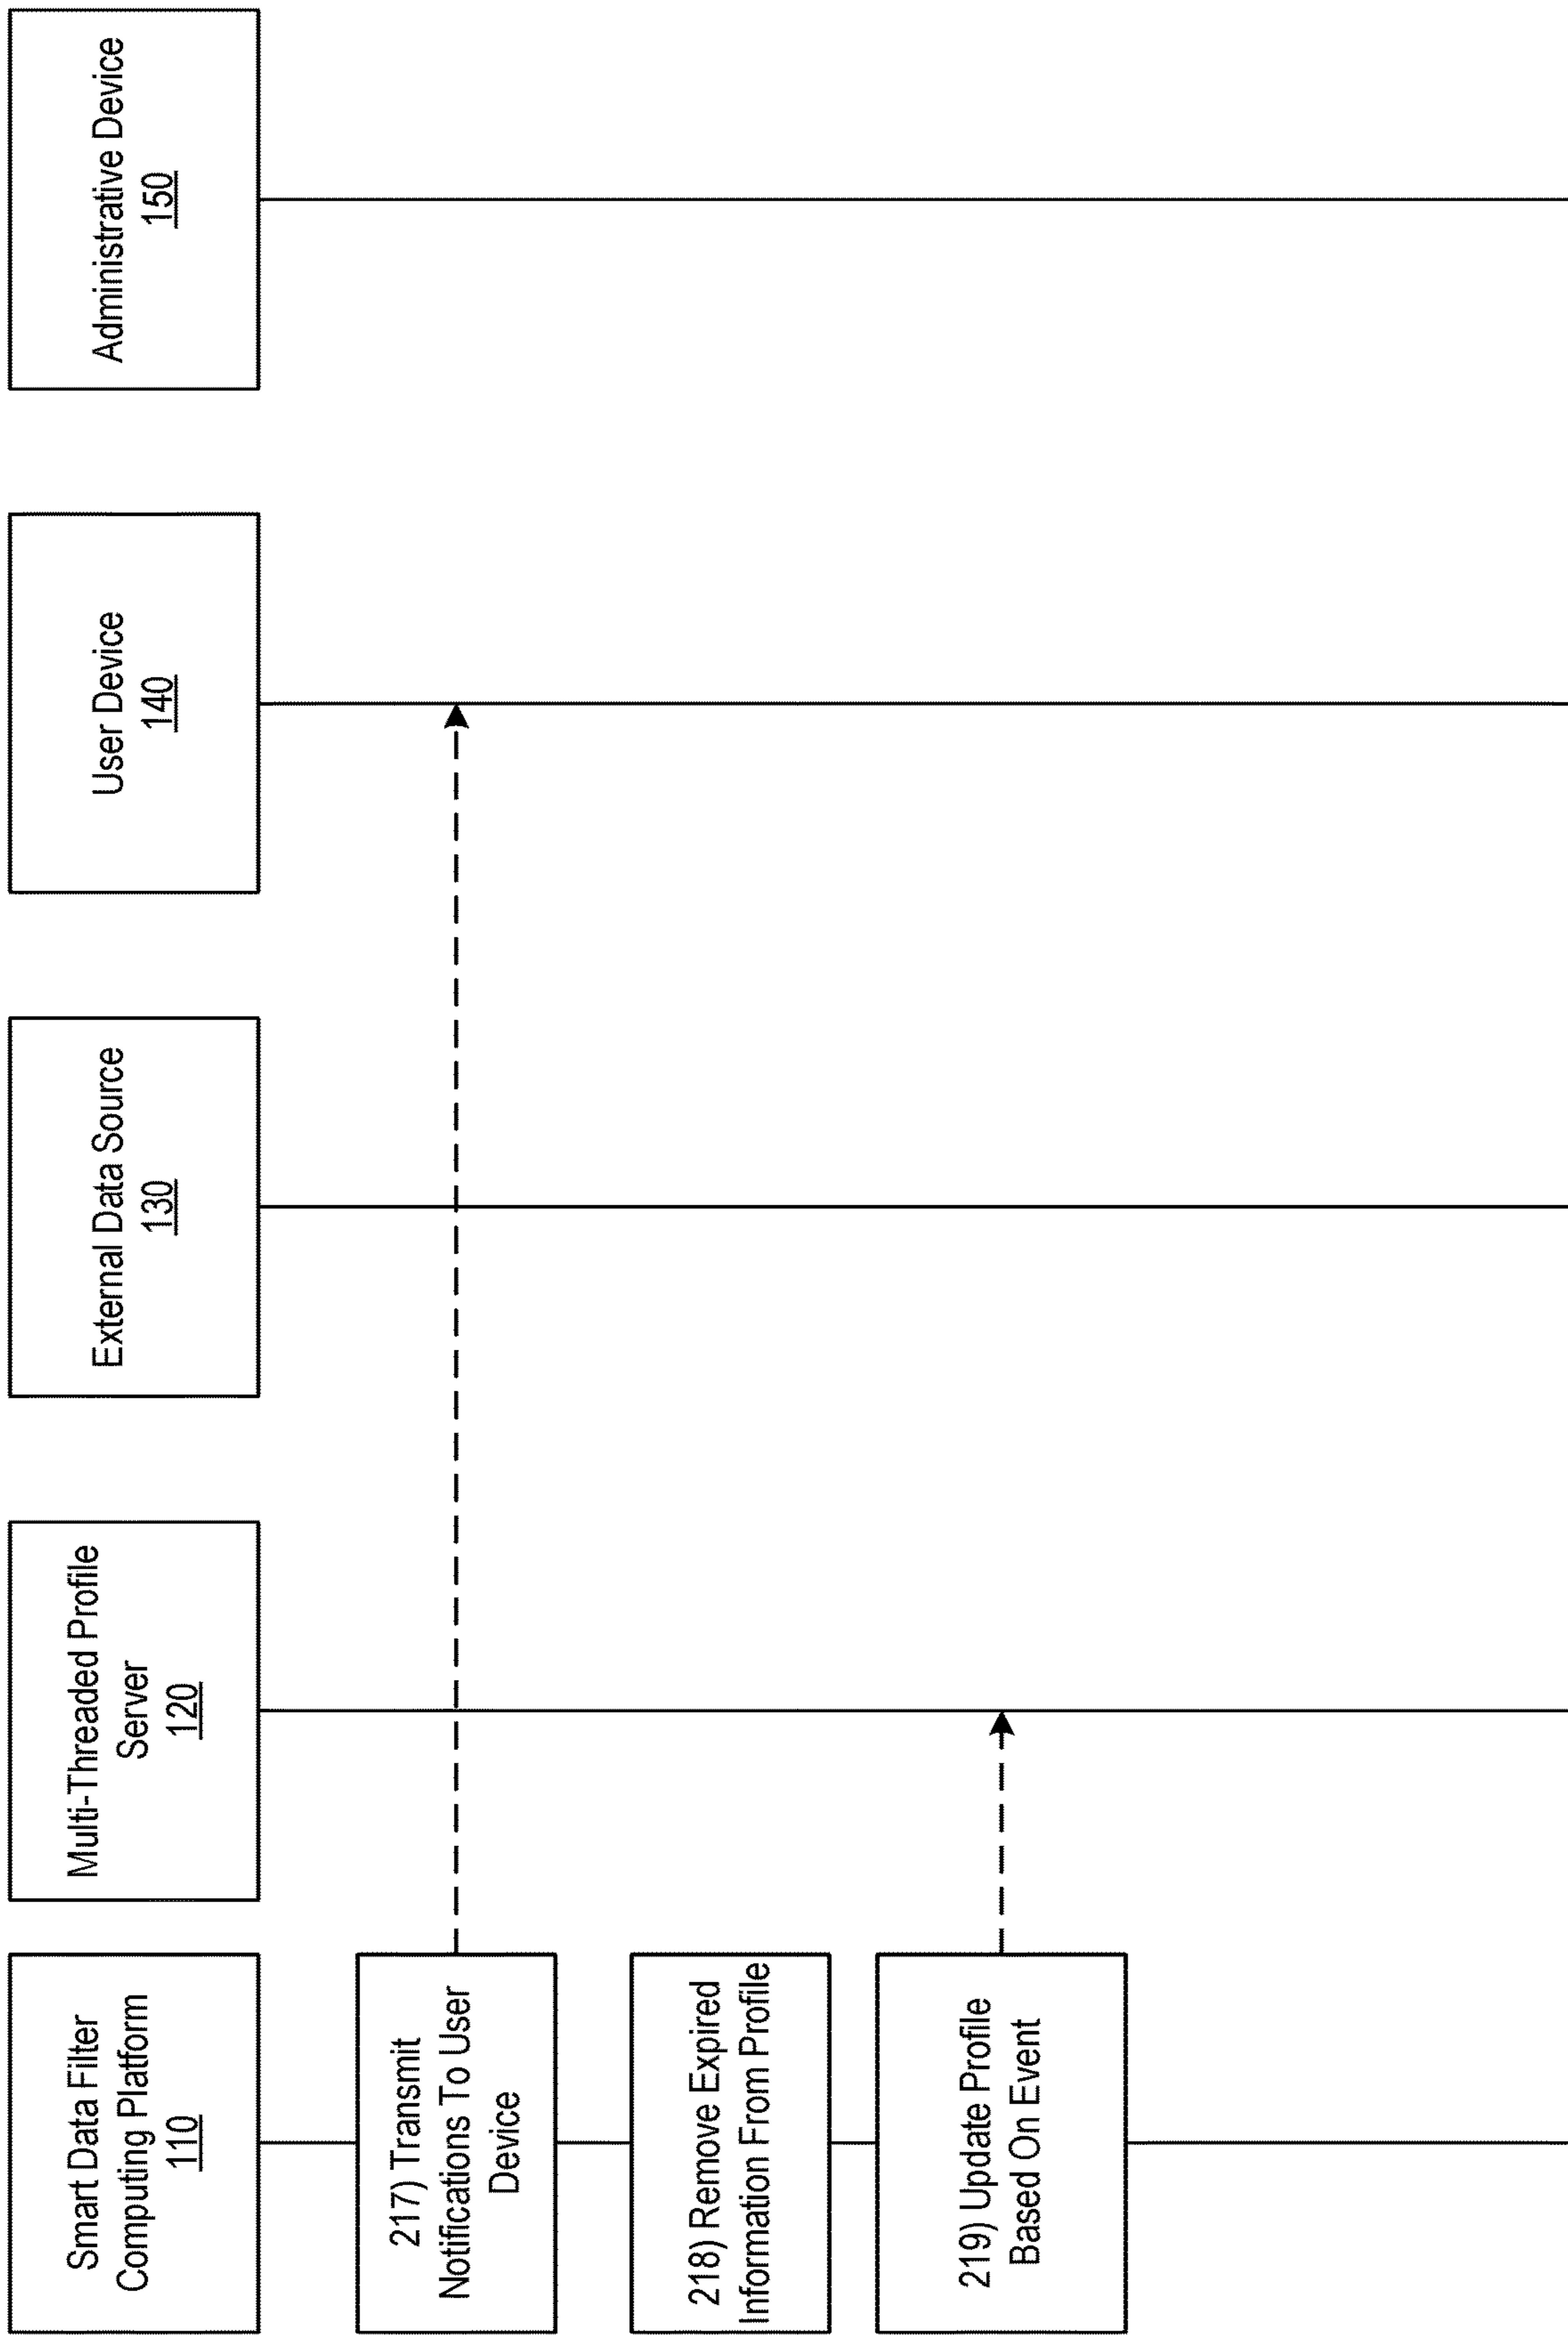 Smart Data Filter
Computing Platform
110
Multi-Threaded Profile
Server
120
External Data Source
130
User Device
140
Administrative Device
150
217) Transmit
Notifications To User
Device
218) Remove Expired
Information From Profile
219) Update Profile
Based On Event